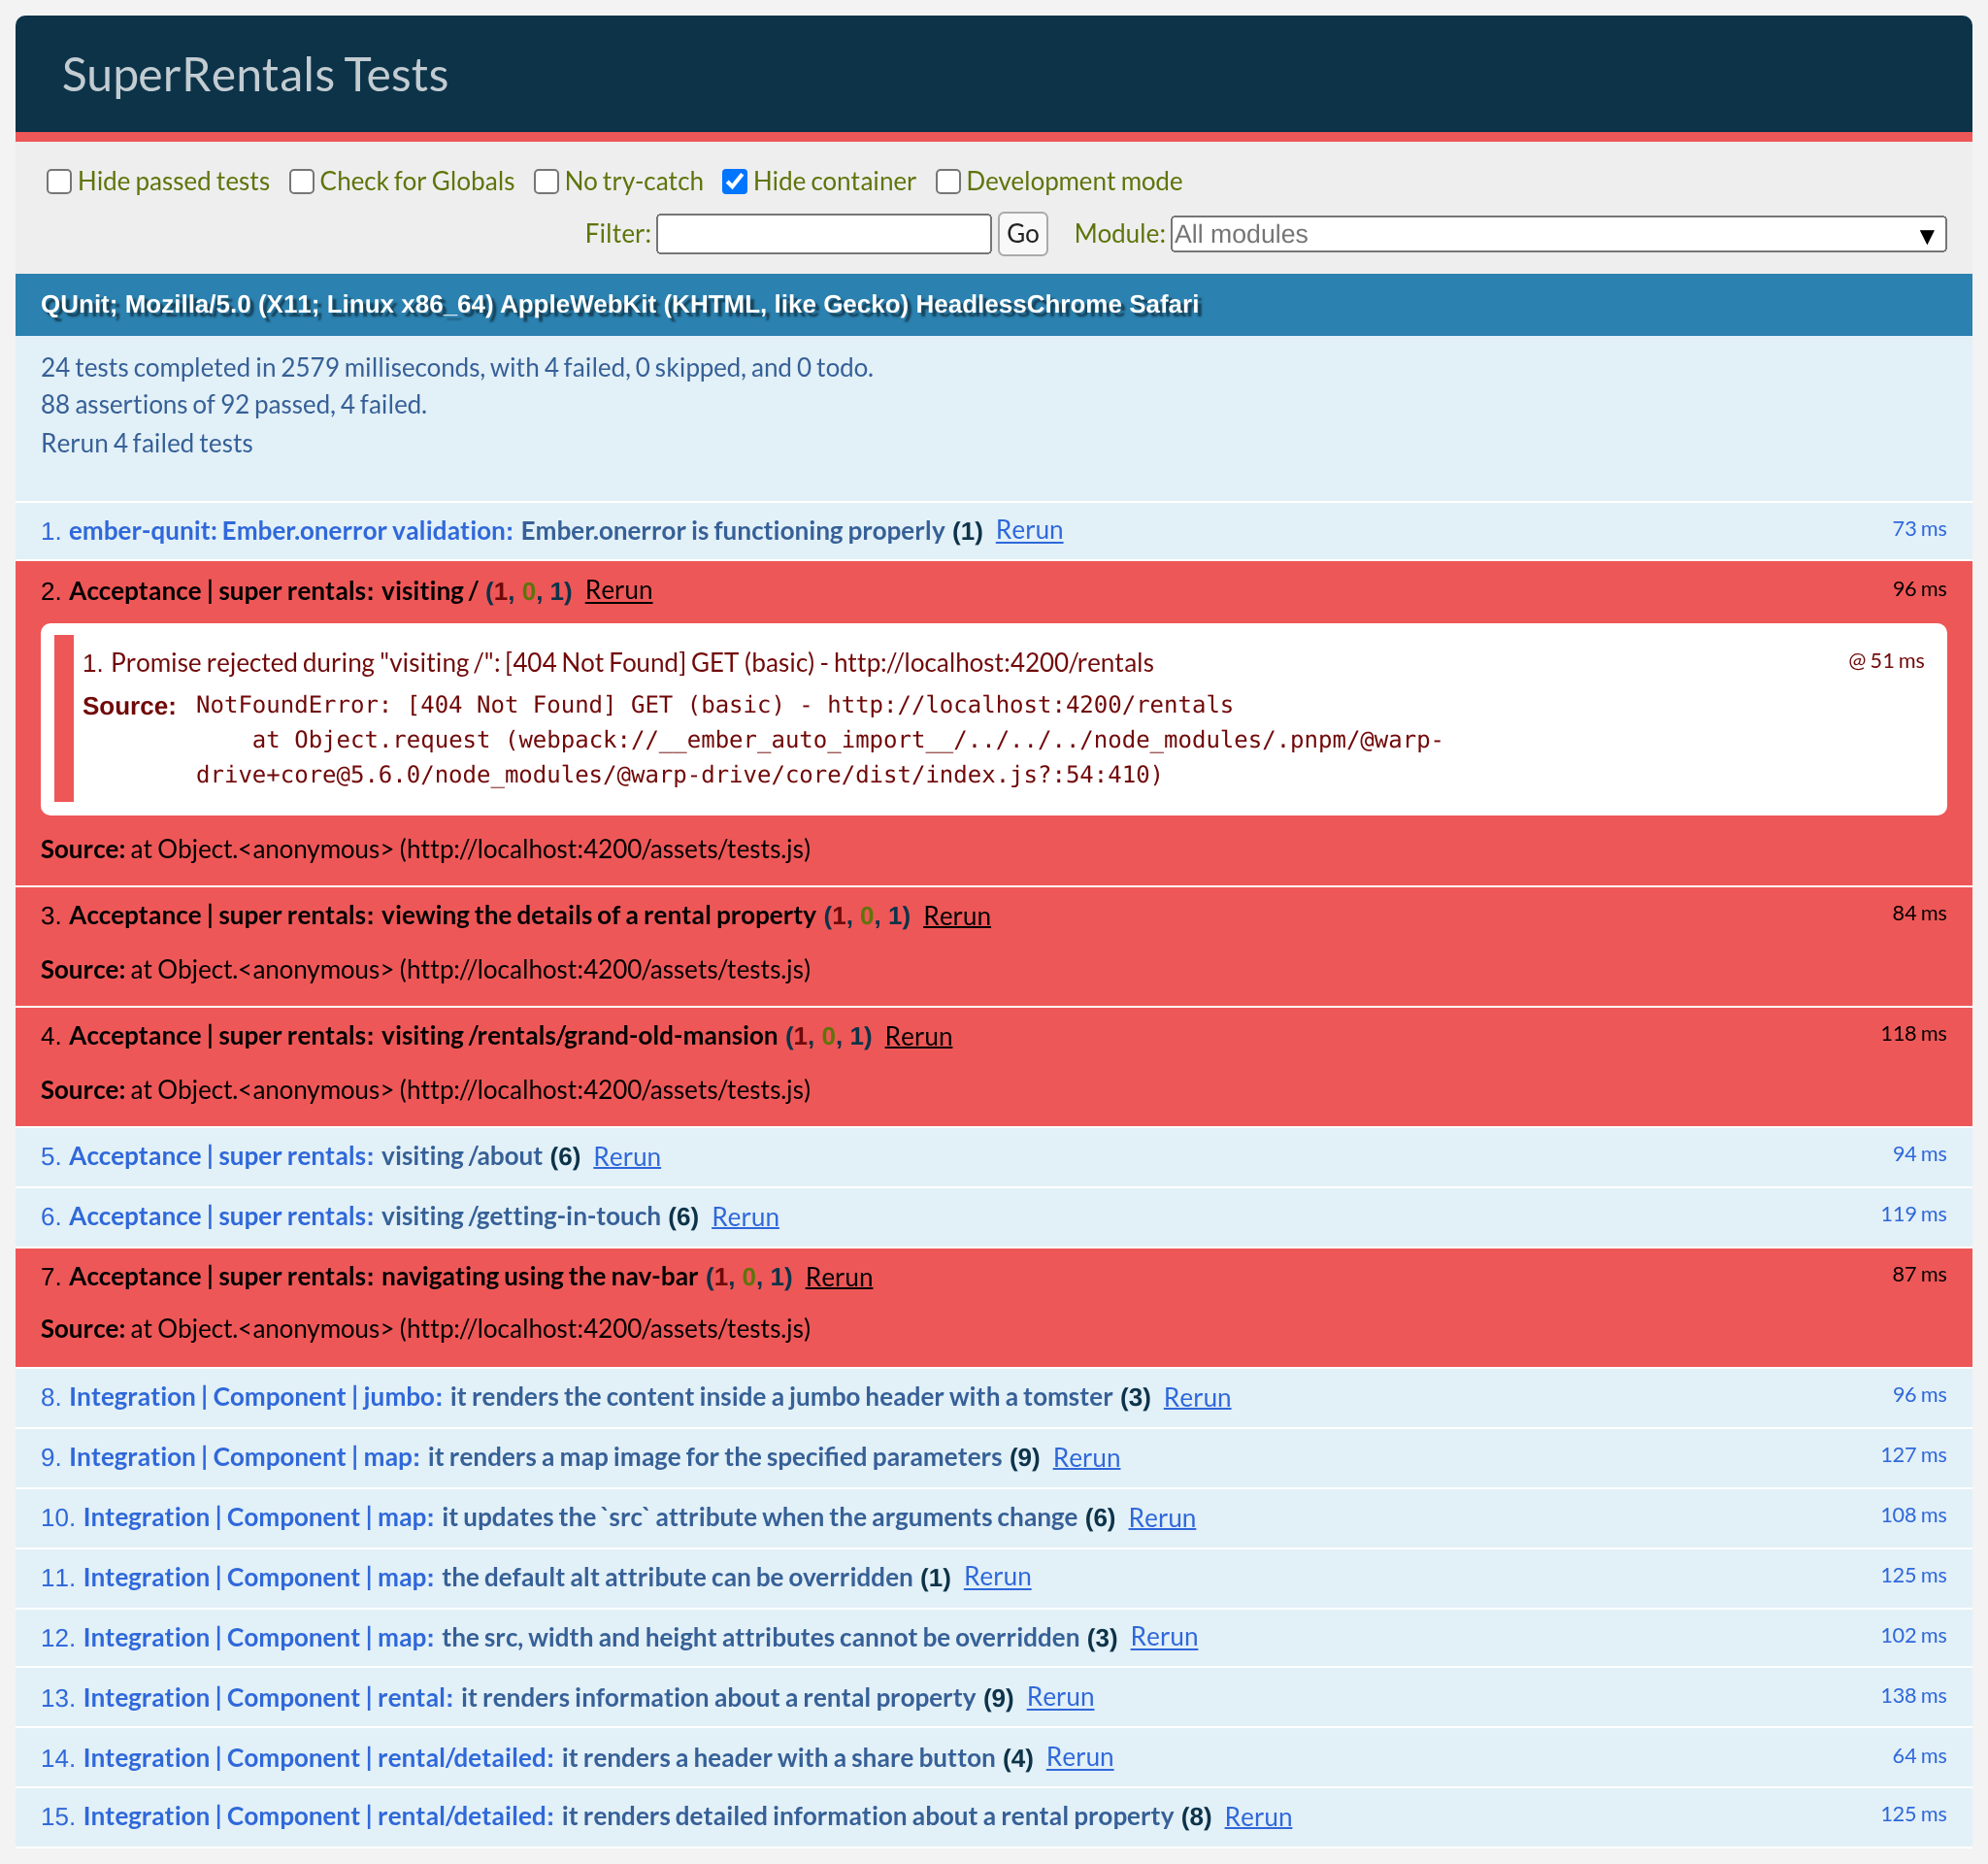 SuperRentals Tests
Hide passed tests Check for Globals No try-catch Hide container Development mode
Filter: Go Module: All modules ▼
QUnit; Mozilla/5.0 (X11; Linux x86_64) AppleWebKit (KHTML, like Gecko) HeadlessChrome Safari
24 tests completed in 2579 milliseconds, with 4 failed, 0 skipped, and 0 todo.
88 assertions of 92 passed, 4 failed.
Rerun 4 failed tests
1. ember-qunit: Ember.onerror validation: Ember.onerror is functioning properly (1) Rerun 73 ms
2. Acceptance | super rentals: visiting / (1, 0, 1) Rerun 96 ms
1. Promise rejected during "visiting /": [404 Not Found] GET (basic) - http://localhost:4200/rentals @ 51 ms
Source: NotFoundError: [404 Not Found] GET (basic) - http://localhost:4200/rentals
at Object.request (webpack://__ember_auto_import__/../../../node_modules/.pnpm/@warp-
drive+core@5.6.0/node_modules/@warp-drive/core/dist/index.js?:54:410)
Source: at Object.<anonymous> (http://localhost:4200/assets/tests.js)
3. Acceptance | super rentals: viewing the details of a rental property (1, 0, 1) Rerun 84 ms
Source: at Object.<anonymous> (http://localhost:4200/assets/tests.js)
4. Acceptance | super rentals: visiting /rentals/grand-old-mansion (1, 0, 1) Rerun 118 ms
Source: at Object.<anonymous> (http://localhost:4200/assets/tests.js)
5. Acceptance | super rentals: visiting /about (6) Rerun 94 ms
6. Acceptance | super rentals: visiting /getting-in-touch (6) Rerun 119 ms
7. Acceptance | super rentals: navigating using the nav-bar (1, 0, 1) Rerun 87 ms
Source: at Object.<anonymous> (http://localhost:4200/assets/tests.js)
8. Integration | Component | jumbo: it renders the content inside a jumbo header with a tomster (3) Rerun 96 ms
9. Integration | Component | map: it renders a map image for the specified parameters (9) Rerun 127 ms
10. Integration | Component | map: it updates the `src` attribute when the arguments change (6) Rerun 108 ms
11. Integration | Component | map: the default alt attribute can be overridden (1) Rerun 125 ms
12. Integration | Component | map: the src, width and height attributes cannot be overridden (3) Rerun 102 ms
13. Integration | Component | rental: it renders information about a rental property (9) Rerun 138 ms
14. Integration | Component | rental/detailed: it renders a header with a share button (4) Rerun 64 ms
15. Integration | Component | rental/detailed: it renders detailed information about a rental property (8) Rerun 125 ms